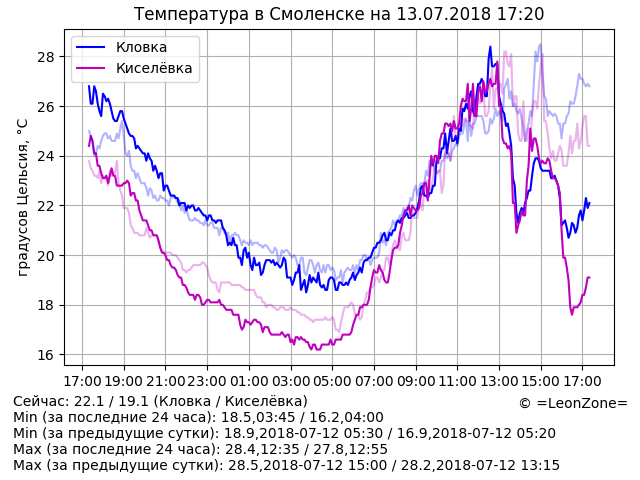 Температура в Смоленске на 13.07.2018 17:20
Кловка
Киселёвка
градусов Цельсия, °C
28
26
24
22
20
18
16
17:00 19:00 21:00 23:00 01:00 03:00 05:00 07:00 09:00 11:00 13:00 15:00 17:00
Сейчас: 22.1 / 19.1 (Кловка / Киселёвка)
© =LeonZone=
Min (за последние 24 часа): 18.5,03:45 / 16.2,04:00
Min (за предыдущие сутки): 18.9,2018-07-12 05:30 / 16.9,2018-07-12 05:20
Max (за последние 24 часа): 28.4,12:35 / 27.8,12:55
Max (за предыдущие сутки): 28.5,2018-07-12 15:00 / 28.2,2018-07-12 13:15